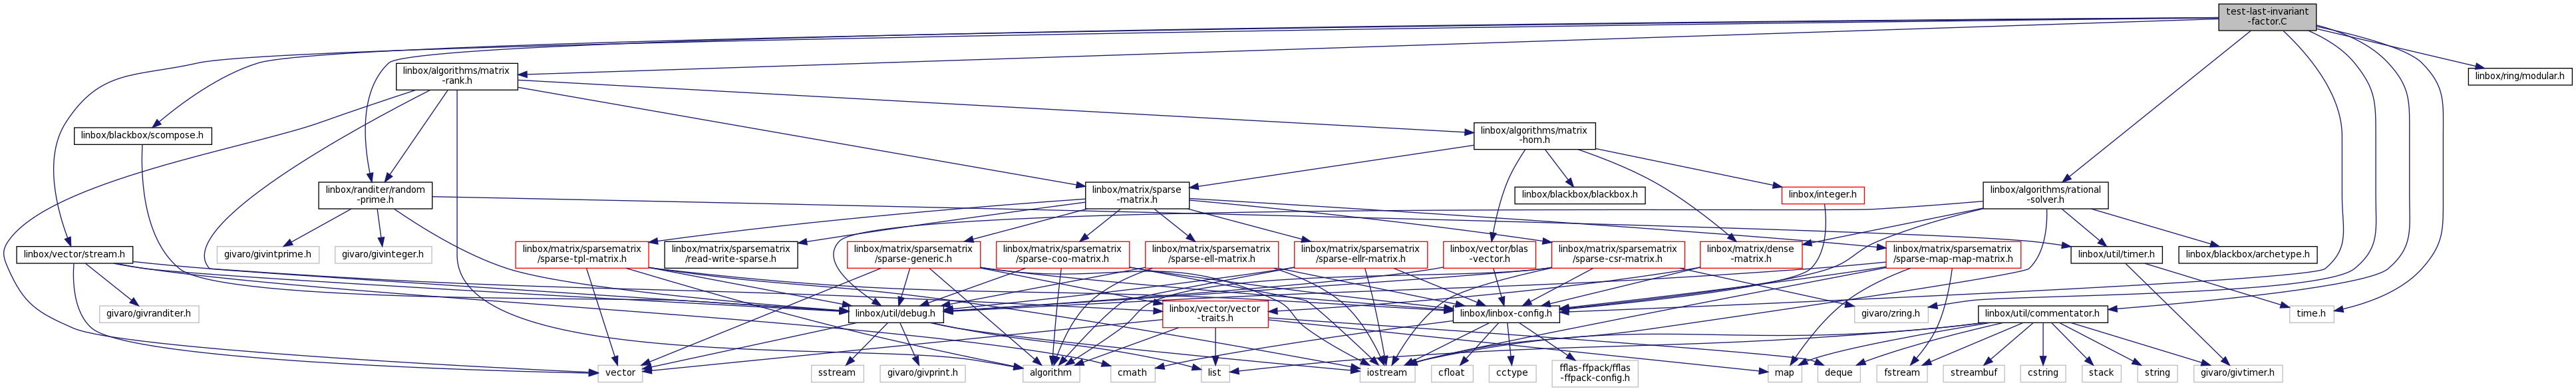 test-last-invariant
-factor.C
linbox/algorithms/matrix
-rank.h
linbox/ring/modular.h
linbox/blackbox/scompose.h
linbox/algorithms/matrix
-hom.h
linbox/randiter/random
-prime.h
linbox/matrix/sparse
-matrix.h
linbox/blackbox/blackbox.h
linbox/integer.h
linbox/algorithms/rational
-solver.h
linbox/vector/stream.h
givaro/givintprime.h
givaro/givinteger.h
linbox/matrix/sparsematrix
/sparse-tpl-matrix.h
linbox/matrix/sparsematrix
/read-write-sparse.h
linbox/matrix/sparsematrix
/sparse-generic.h
linbox/matrix/sparsematrix
/sparse-coo-matrix.h
linbox/matrix/sparsematrix
/sparse-ell-matrix.h
linbox/matrix/sparsematrix
/sparse-ellr-matrix.h
linbox/vector/blas
-vector.h
linbox/matrix/sparsematrix
/sparse-csr-matrix.h
linbox/matrix/dense
-matrix.h
linbox/matrix/sparsematrix
/sparse-map-map-matrix.h
linbox/util/timer.h
linbox/blackbox/archetype.h
givaro/givranditer.h
linbox/util/debug.h
linbox/vector/vector
-traits.h
linbox/linbox-config.h
givaro/zring.h
linbox/util/commentator.h
time.h
vector
sstream
givaro/givprint.h
algorithm
cmath
list
iostream
cfloat
cctype
fflas-ffpack/fflas
-ffpack-config.h
map
deque
fstream
streambuf
cstring
stack
string
givaro/givtimer.h